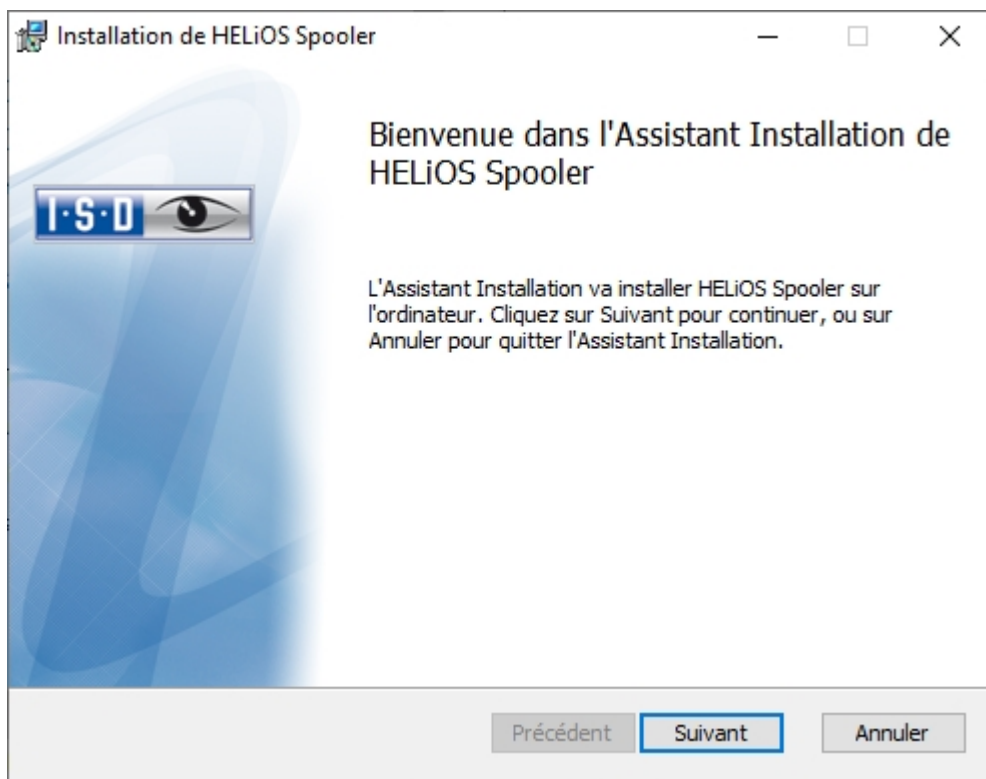 Installation de HELiOS Spooler
Bienvenue dans l'Assistant Installation de
HELiOS Spooler
I·S·D
L'Assistant Installation va installer HELiOS Spooler sur
l'ordinateur. Cliquez sur Suivant pour continuer, ou sur
Annuler pour quitter l'Assistant Installation.
Précédent Suivant Annuler